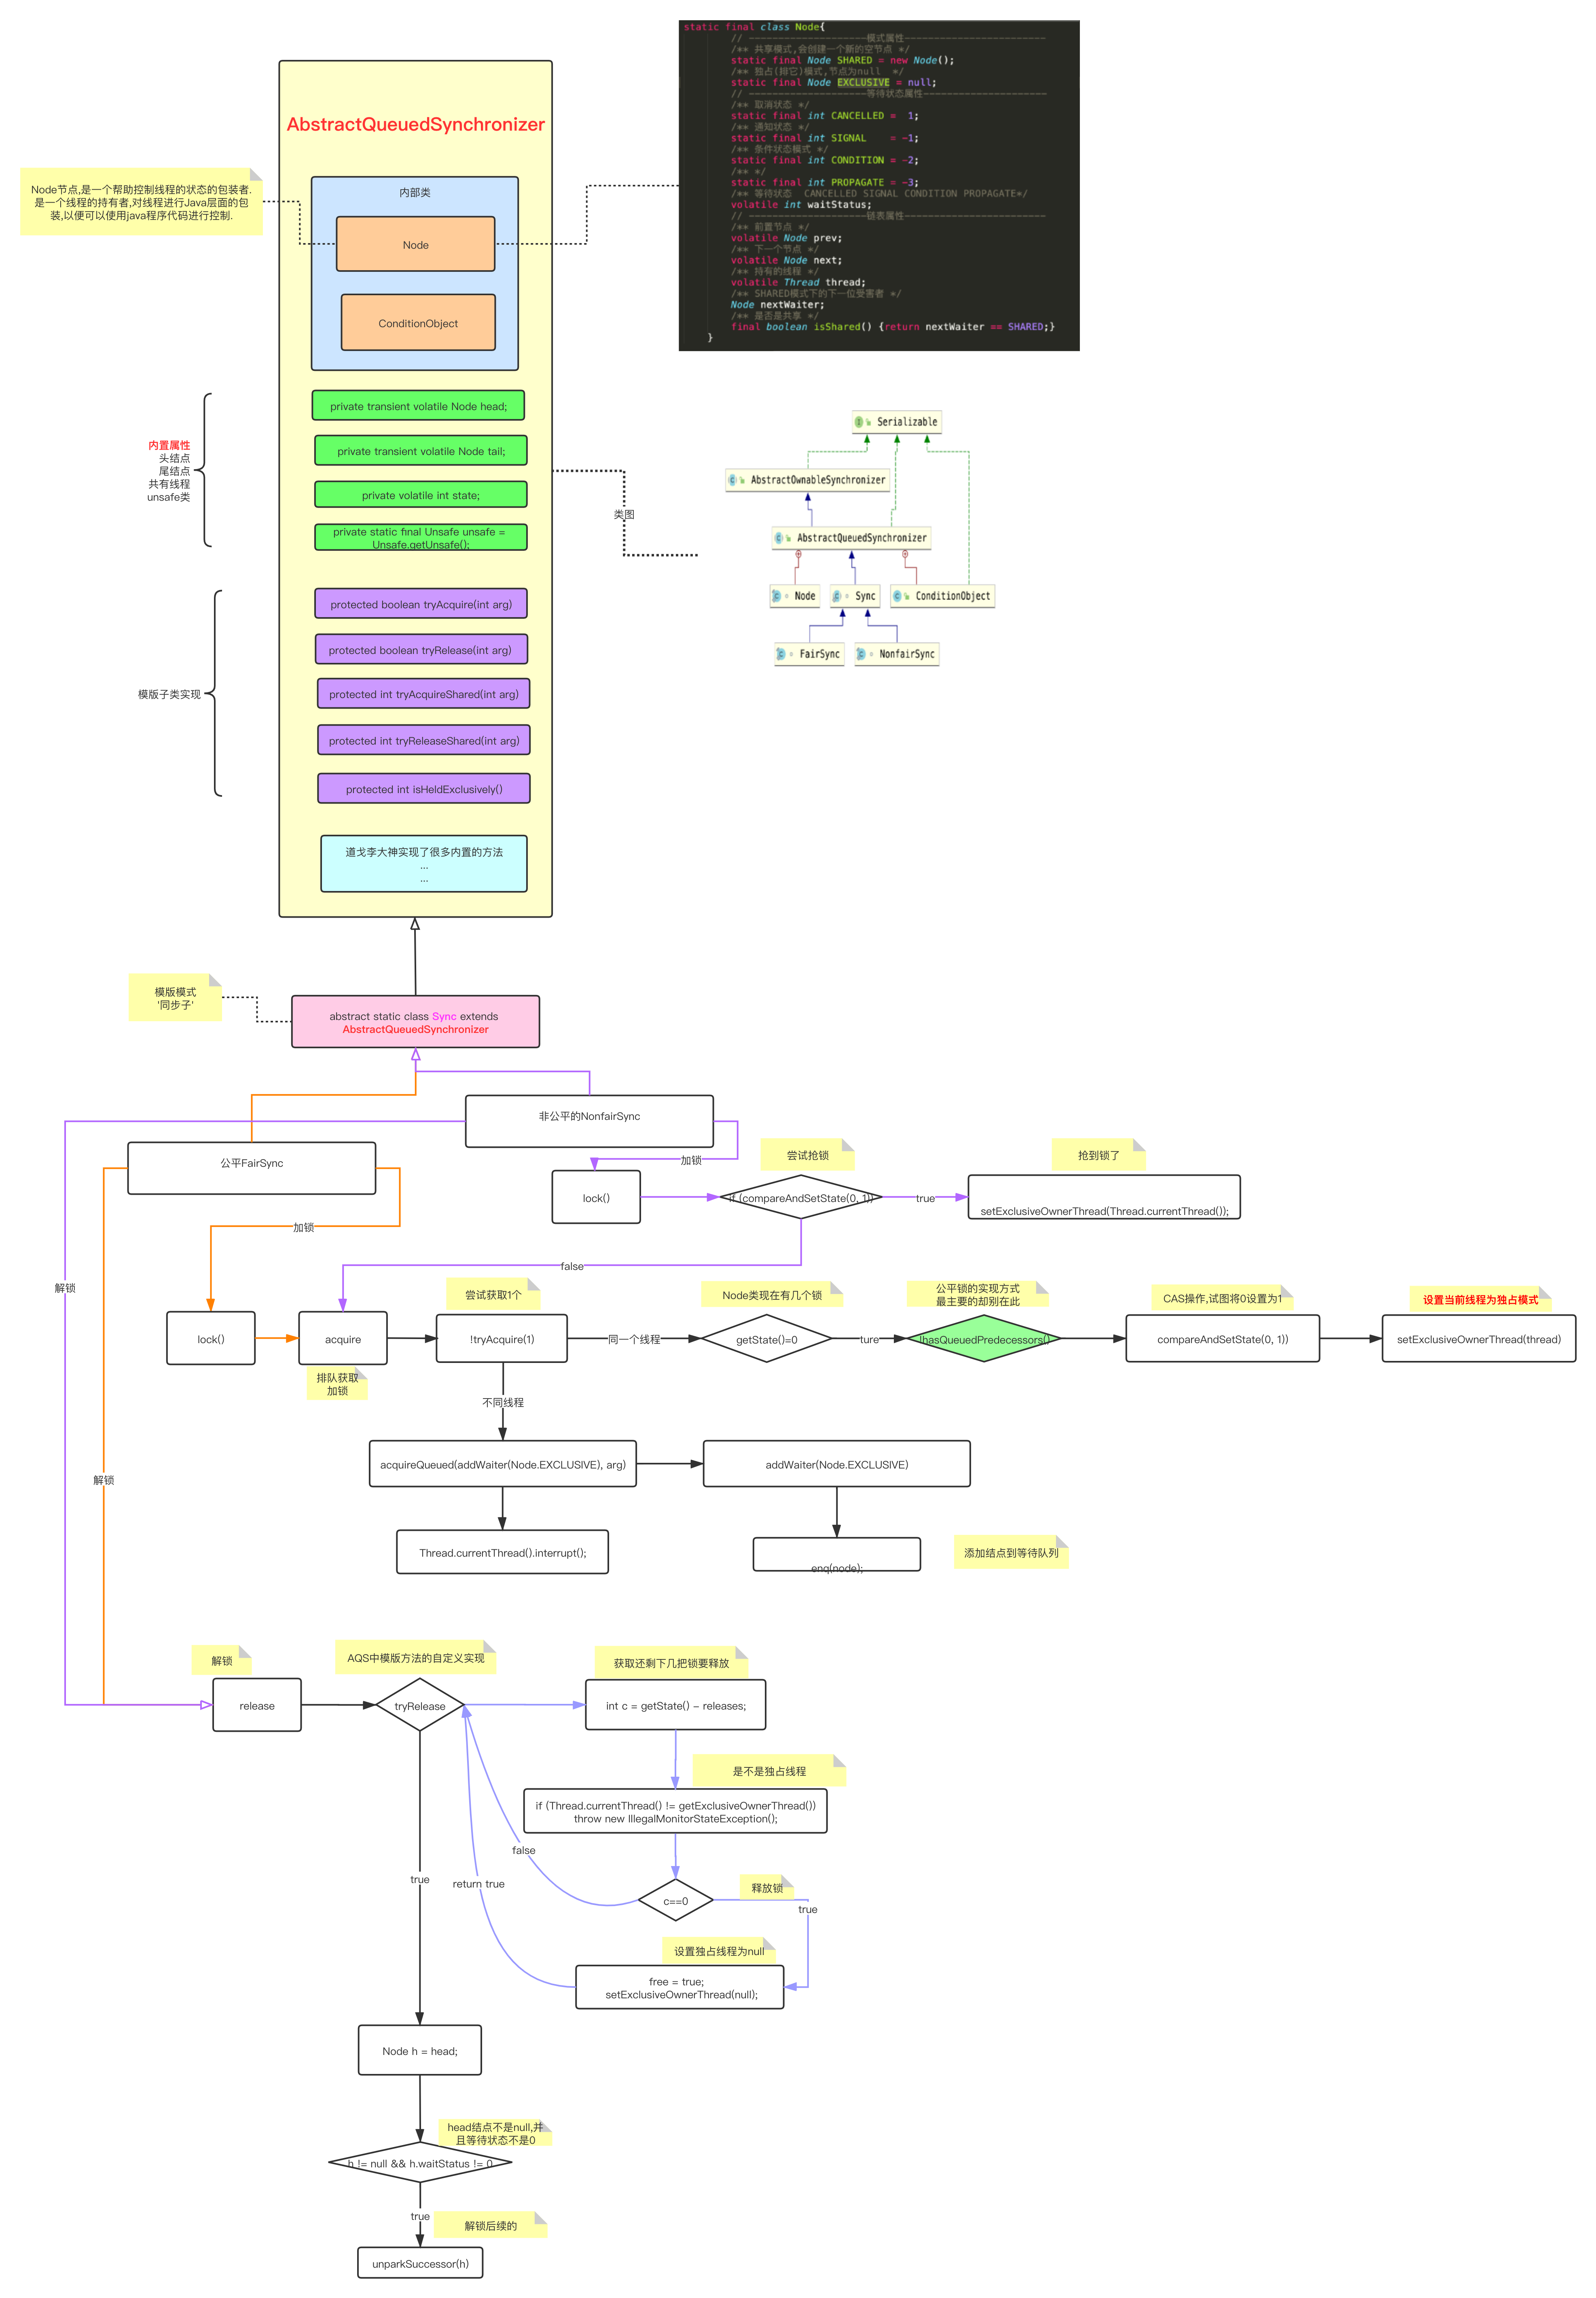 static final class Node{
// --------------------模式属性------------------------
/** 共享模式,会创建一个新的空节点 */
static final Node SHARED = new Node();
/** 独占(排它)模式,节点为null  */
static final Node EXCLUSIVE = null;
// --------------------等待状态属性---------------------
/** 取消状态 */
static final int CANCELLED =  1;
/** 通知状态 */
static final int SIGNAL    = -1;
/** 条件状态模式 */
static final int CONDITION = -2;
/** */
static final int PROPAGATE = -3;
/** 等待状态  CANCELLED SIGNAL CONDITION PROPAGATE*/
volatile int waitStatus;
// --------------------链表属性------------------------
/** 前置节点 */
volatile Node prev;
/** 下一个节点 */
volatile Node next;
/** 持有的线程 */
volatile Thread thread;
/** SHARED模式下的下一位受害者 */
Node nextWaiter;
/** 是否是共享 */
final boolean isShared() {return nextWaiter == SHARED;}
}
AbstractQueuedSynchronizer
Node节点,是一个帮助控制线程的状态的包装者.
是一个线程的持有者,对线程进行Java层面的包
装,以便可以使用java程序代码进行控制.
内部类
Node
ConditionObject
private transient volatile Node head;
private transient volatile Node tail;
private volatile int state;
private static final Unsafe unsafe =
Unsafe.getUnsafe();
内置属性
头结点
尾结点
共有线程
unsafe类
类图
Serializable
AbstractOwnableSynchronizer
AbstractQueuedSynchronizer
Node
Sync
ConditionObject
FairSync
NonfairSync
protected boolean tryAcquire(int arg)
protected boolean tryRelease(int arg)
protected int tryAcquireShared(int arg)
protected int tryReleaseShared(int arg)
protected int isHeldExclusively()
模版子类实现
道戈李大神实现了很多内置的方法
...
...
模版模式
'同步子'
abstract static class Sync extends
AbstractQueuedSynchronizer
非公平的NonfairSync
公平FairSync
加锁
尝试抢锁
抢到锁了
lock()
if (compareAndSetState(0, 1))
true
setExclusiveOwnerThread(Thread.currentThread());
加锁
false
解锁
尝试获取1个
Node类现在有几个锁
公平锁的实现方式
最主要的却别在此
CAS操作,试图将0设置为1
设置当前线程为独占模式
lock()
acquire
!tryAcquire(1)
同一个线程
getState()=0
ture
!hasQueuedPredecessors()
compareAndSetState(0, 1))
setExclusiveOwnerThread(thread)
排队获取
加锁
不同线程
acquireQueued(addWaiter(Node.EXCLUSIVE), arg)
addWaiter(Node.EXCLUSIVE)
解锁
Thread.currentThread().interrupt();
enq(node);
添加结点到等待队列
解锁
AQS中模版方法的自定义实现
获取还剩下几把锁要释放
release
tryRelease
int c = getState() - releases;
是不是独占线程
if (Thread.currentThread() != getExclusiveOwnerThread())
throw new IllegalMonitorStateException();
false
true
return true
释放锁
c==0
true
设置独占线程为null
free = true;
setExclusiveOwnerThread(null);
Node h = head;
head结点不是null,并
且等待状态不是0
h != null && h.waitStatus != 0
true
解锁后续的
unparkSuccessor(h)